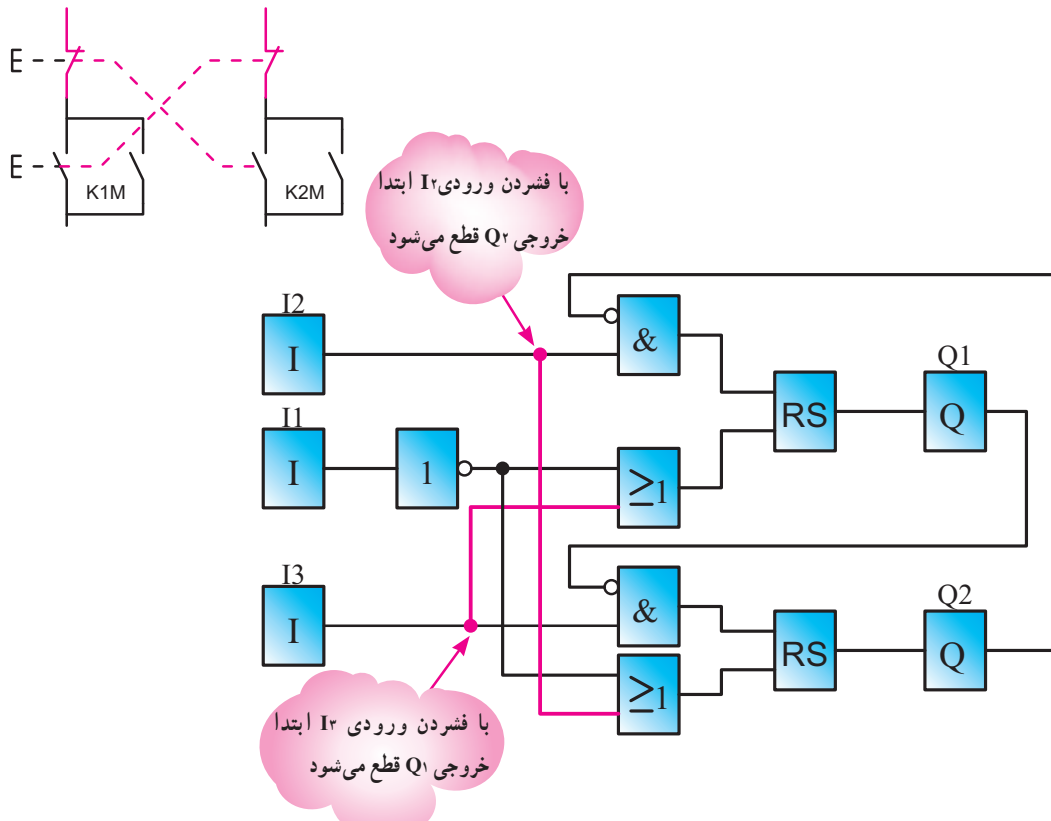 E
E
K1M
K2M
با فشردن ورودی I۲ ابتدا
خروجی Q۲ قطع می‌شود
I2
I
&
Q1
RS
Q
I1
I
1
≥1
I3
I
&
Q2
RS
Q
≥1
با فشردن ورودی I۳ ابتدا
خروجی Q۱ قطع می‌شود